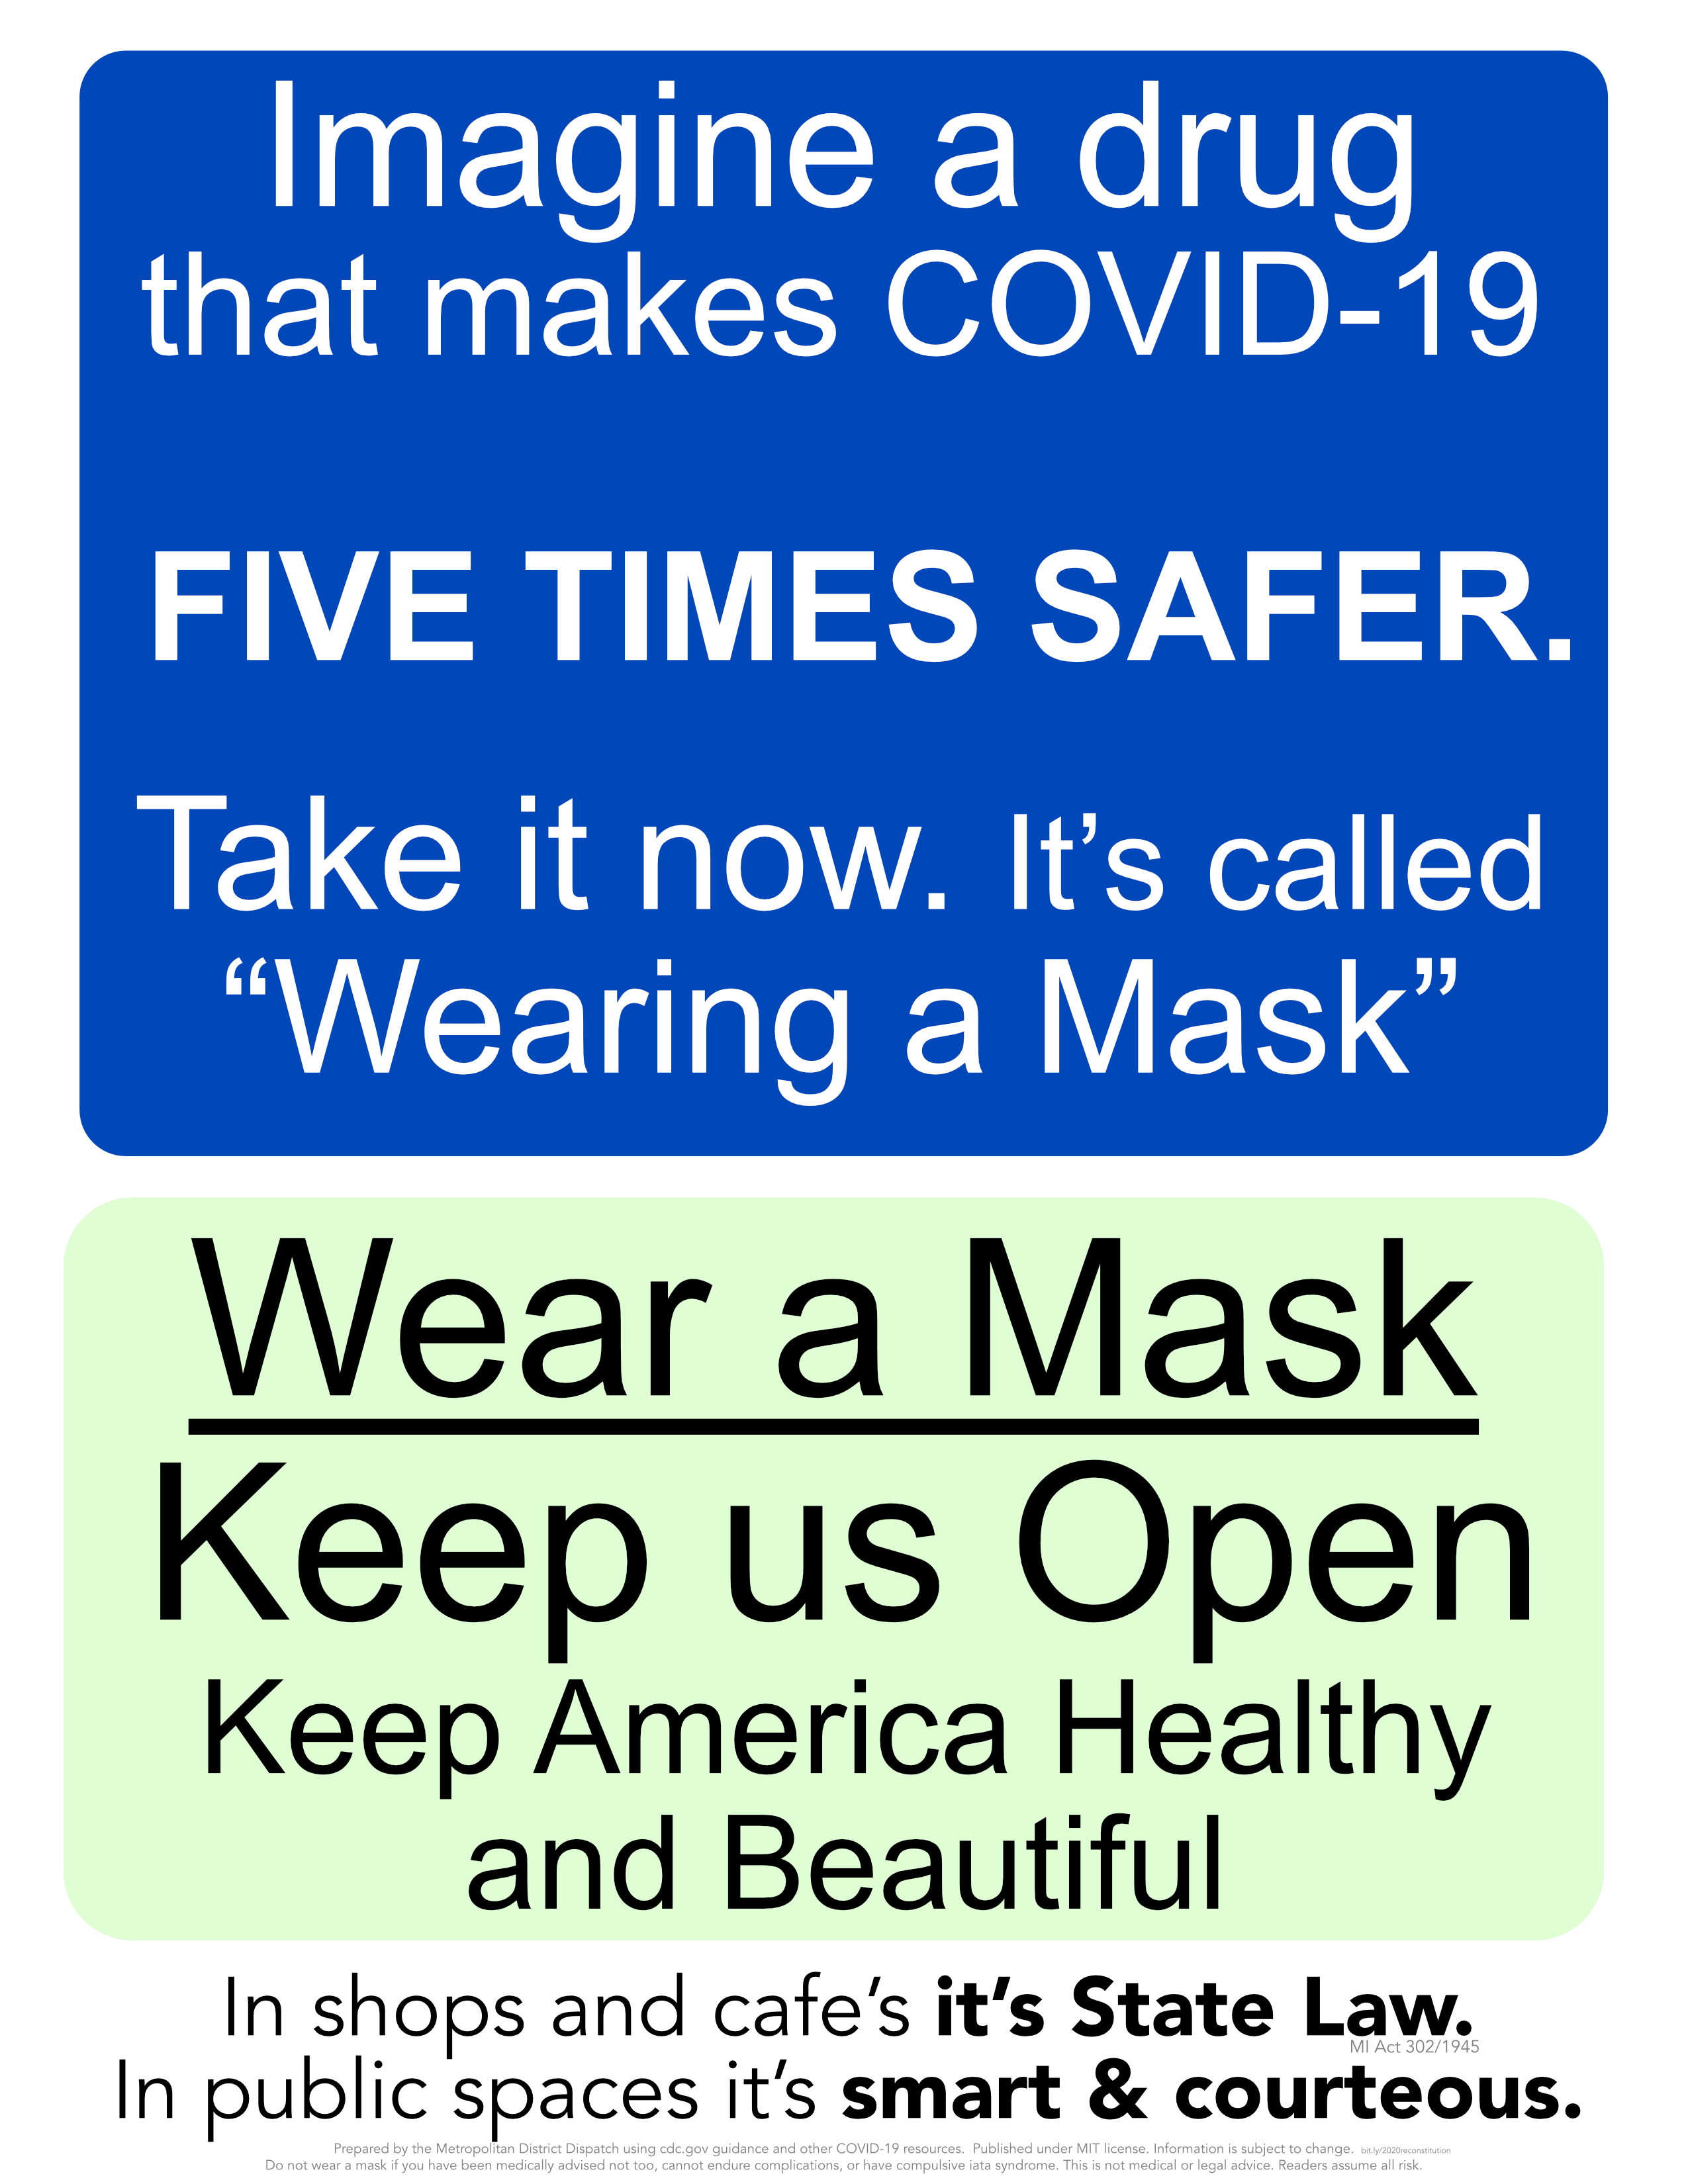 Imagine a drug
that makes COVID-19
FIVE TIMES SAFER.
Take it now. It’s called
“Wearing a Mask”
Wear a Mask
Keep us Open
Keep America Healthy
and Beautiful
In shops and cafe’s it’s State Law.
MI Act 302/1945
In public spaces it’s smart & courteous.
Prepared by the Metropolitan District Dispatch using cdc.gov guidance and other COVID-19 resources. Published under MIT license. Information is subject to change. bit.ly/2020reconstitution
Do not wear a mask if you have been medically advised not too, cannot endure complications, or have compulsive iata syndrome. This is not medical or legal advice. Readers assume all risk.